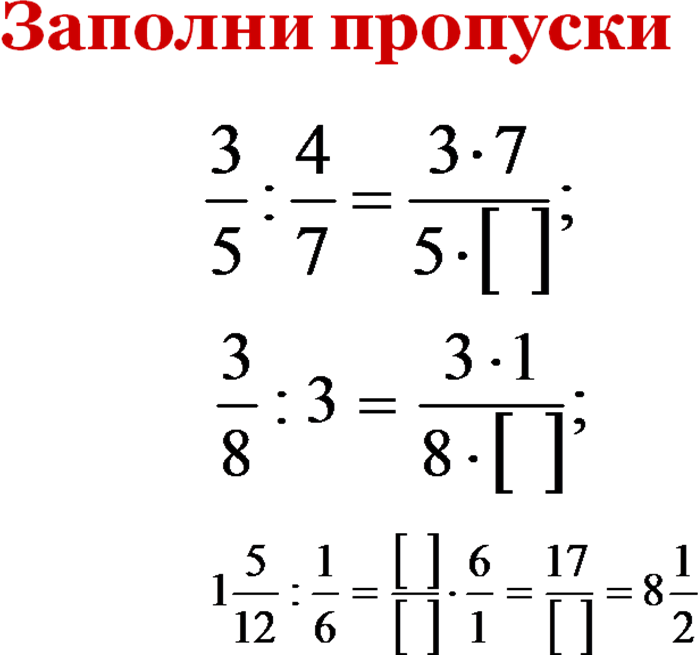 Заполни пропуски
3/5 : 4/7 = 3·7/5·[ ];
3/8 : 3 = 3·1/8·[ ];
1 5/12 : 1/6 = [ ]/[ ] · 6/1 = 17/[ ] = 8 1/2